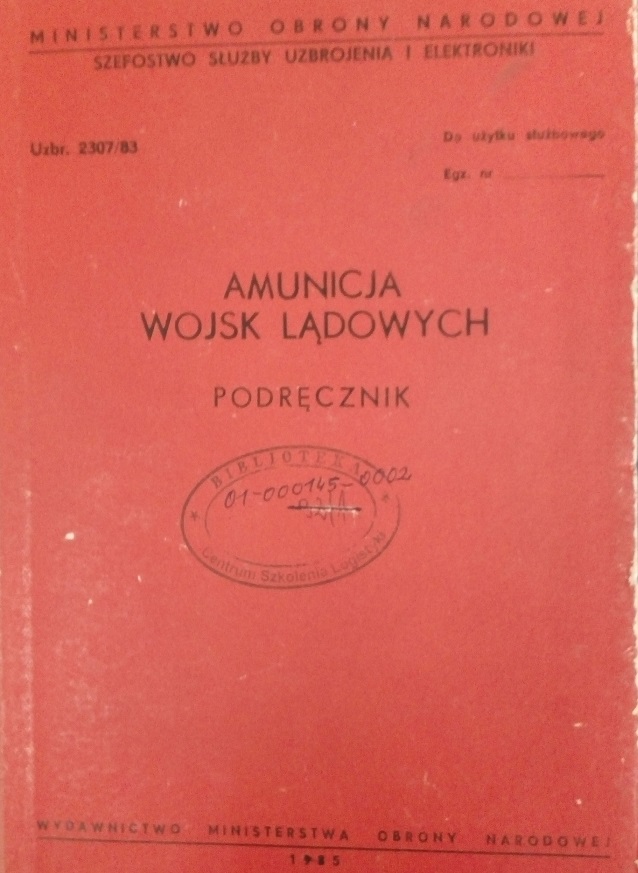 MINISTERSTWO OBRONY NARODOWEJ
SZEFOSTWO SŁUŻBY UZBROJENIA I ELEKTRONIKI
Uzbr. 2307/83
Do użytku służbowego
Egz. nr
AMUNICJA
WOJSK LĄDOWYCH
PODRĘCZNIK
BIBLIOTEKA
01-000145-0002
Centrum Szkolenia Logistyki
WYDAWNICTWO MINISTERSTWA OBRONY NARODOWEJ
1985